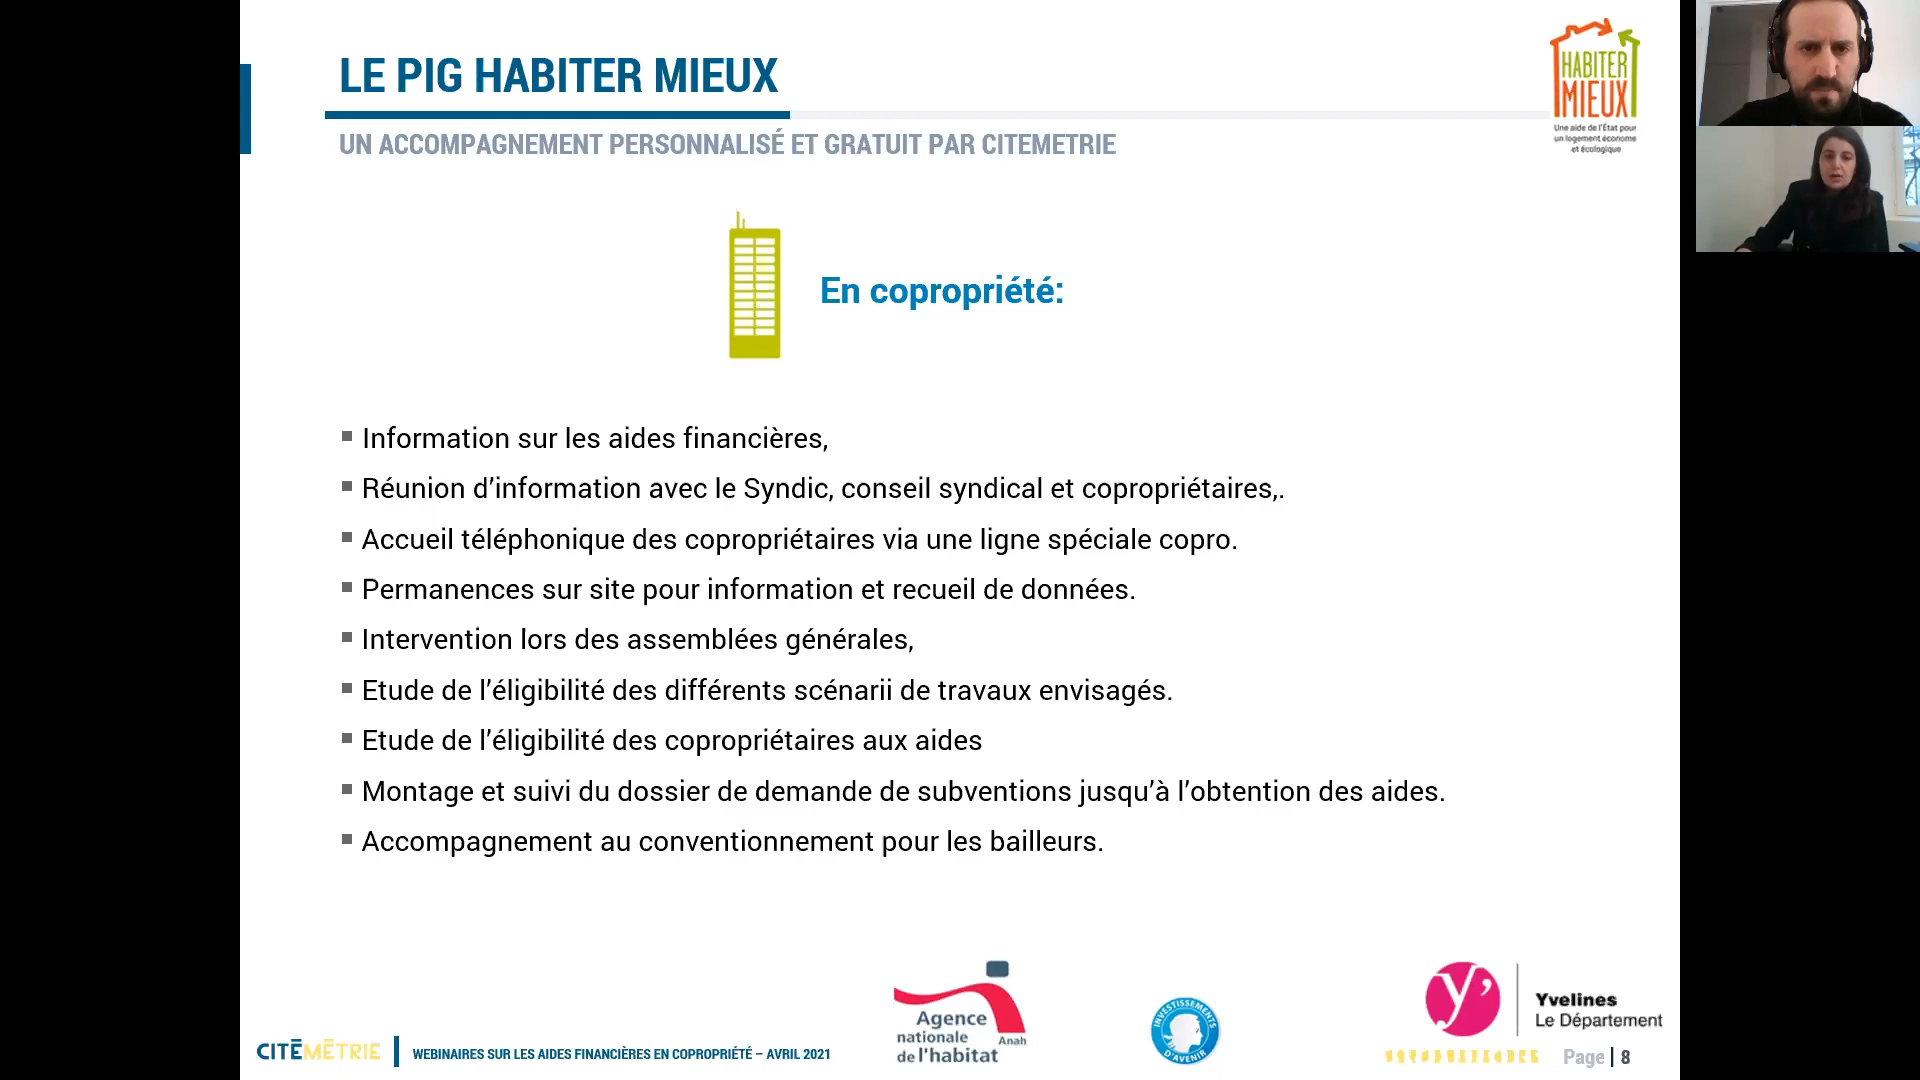 LE PIG HABITER MIEUX
UN ACCOMPAGNEMENT PERSONNALISÉ ET GRATUIT PAR CITEMETRIE
HABITER
MIEUX
Une aide de l'État pour
un logement économe
et écologique
En copropriété:
Information sur les aides financières,
Réunion d’information avec le Syndic, conseil syndical et copropriétaires,.
Accueil téléphonique des copropriétaires via une ligne spéciale copro.
Permanences sur site pour information et recueil de données.
Intervention lors des assemblées générales,
Etude de l’éligibilité des différents scénarii de travaux envisagés.
Etude de l’éligibilité des copropriétaires aux aides
Montage et suivi du dossier de demande de subventions jusqu’à l’obtention des aides.
Accompagnement au conventionnement pour les bailleurs.
CITĒMĒTRIE
WEBINAIRES SUR LES AIDES FINANCIÈRES EN COPROPRIÉTÉ – AVRIL 2021
Agence
nationale
de l'habitat
Anah
INVESTISSEMENTS
D'AVENIR
Y'
Yvelines
Le Département
Page | 8